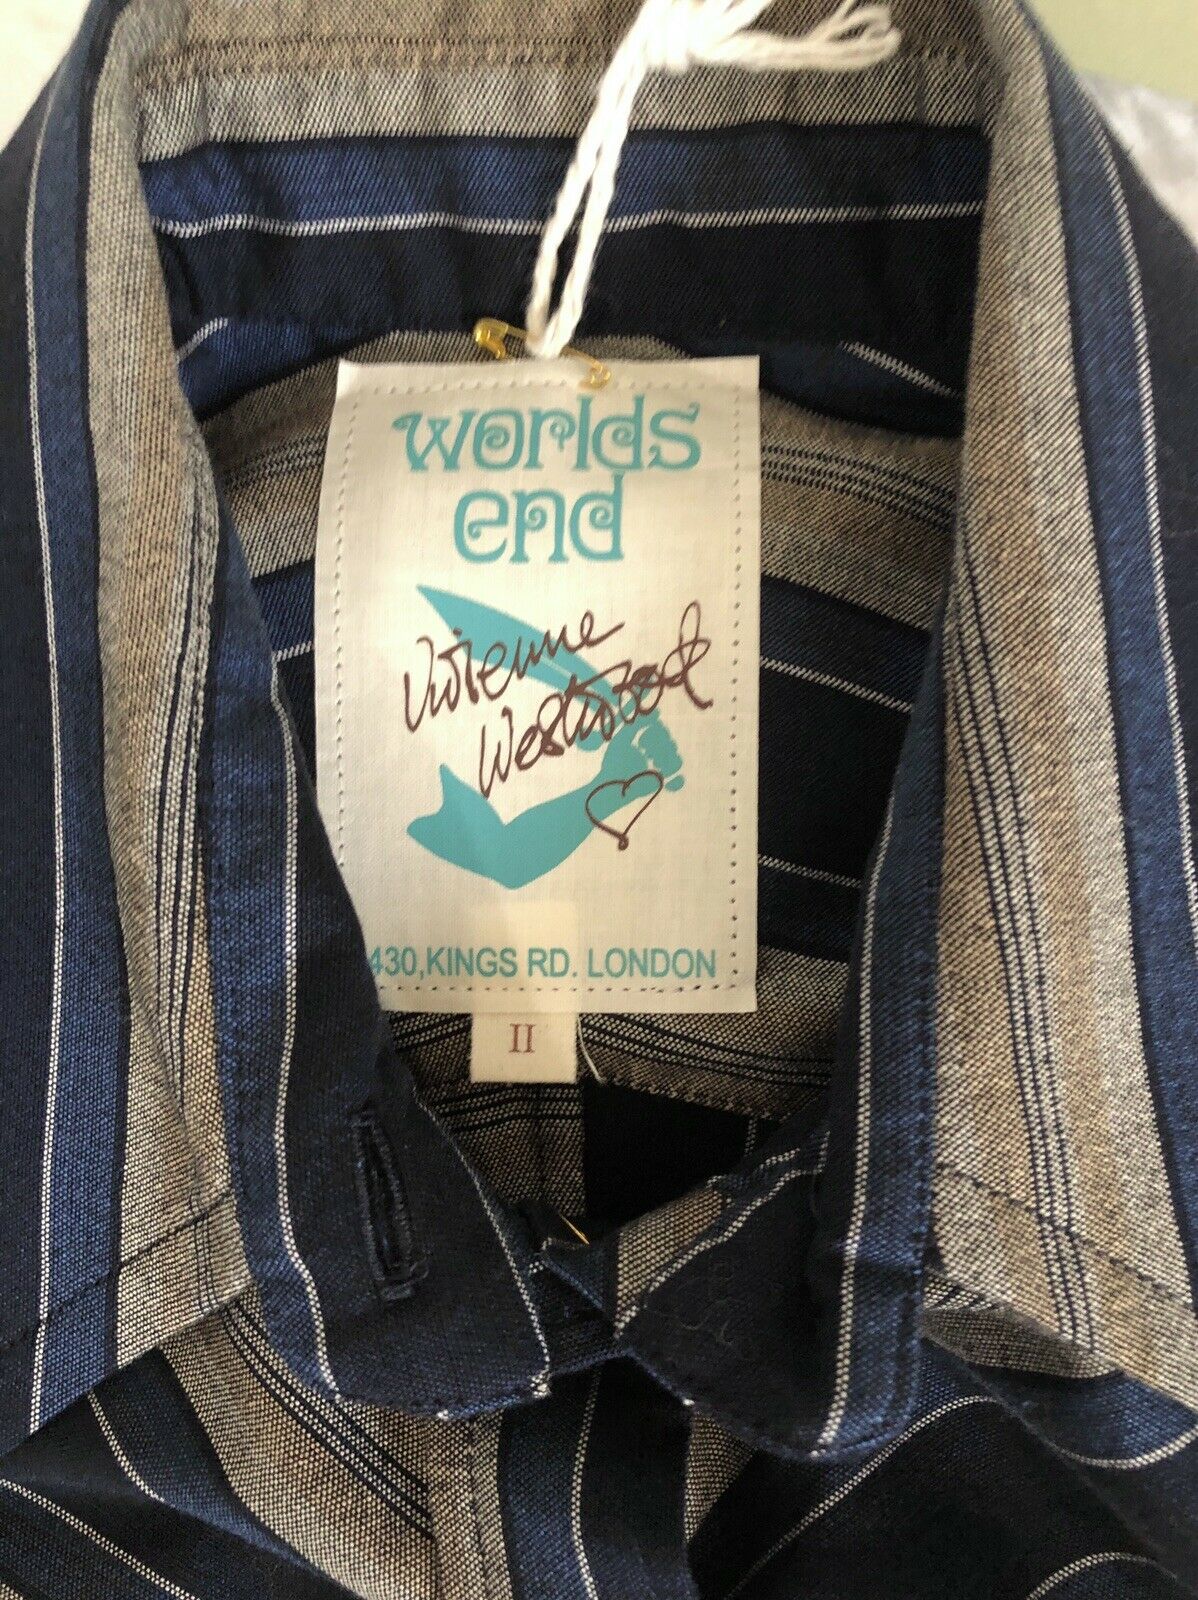 worlds
end
Vivienne
Westwood
430,KINGS RD. LONDON
II